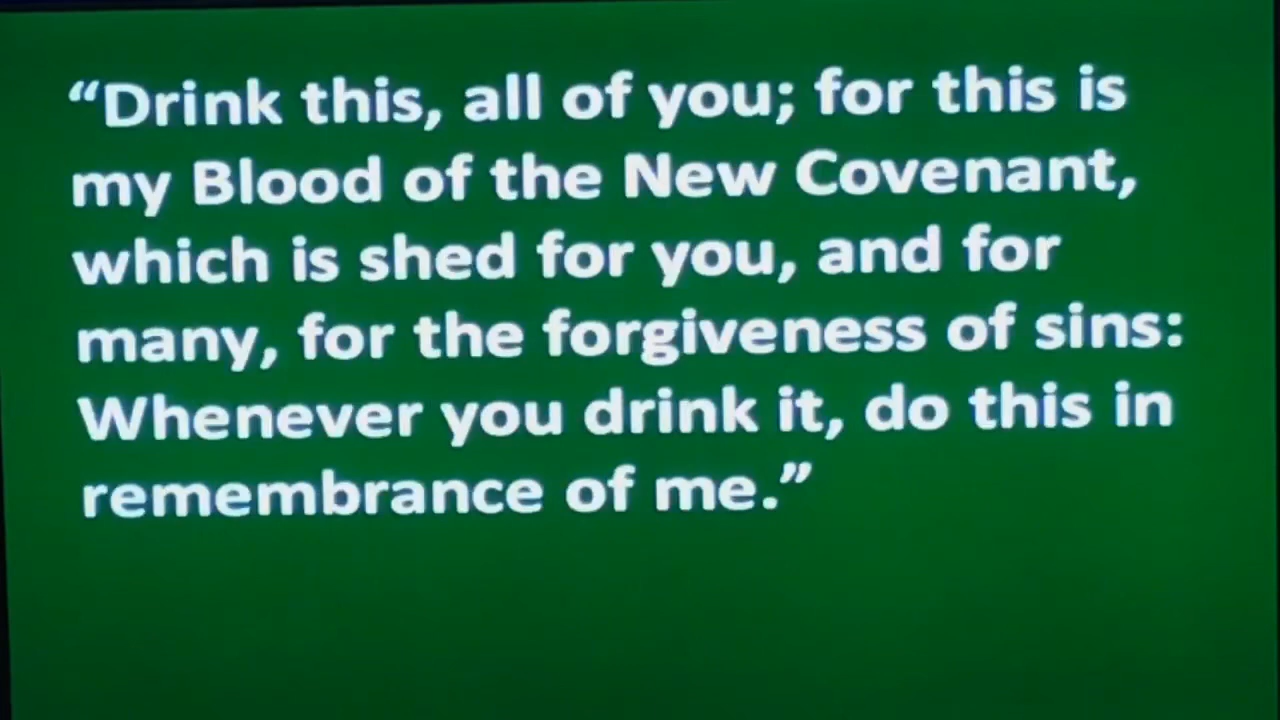 “Drink this, all of you; for this is
my Blood of the New Covenant,
which is shed for you, and for
many, for the forgiveness of sins:
Whenever you drink it, do this in
remembrance of me.”